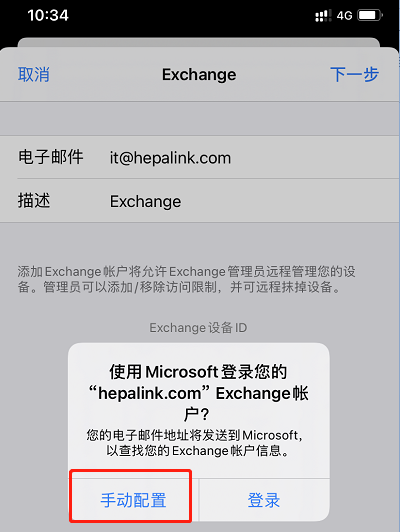 10:34
4G
取消
Exchange
下一步
电子邮件 it@hepalink.com
描述 Exchange
添加Exchange帐户将允许Exchange管理员远程管理您的设
备。管理员可以添加/移除访问限制，并可远程抹掉设备。
Exchange设备ID
使用Microsoft登录您的
“hepalink.com” Exchange帐
户?
您的电子邮件地址将发送到Microsoft，
以查找您的Exchange帐户信息。
手动配置
登录